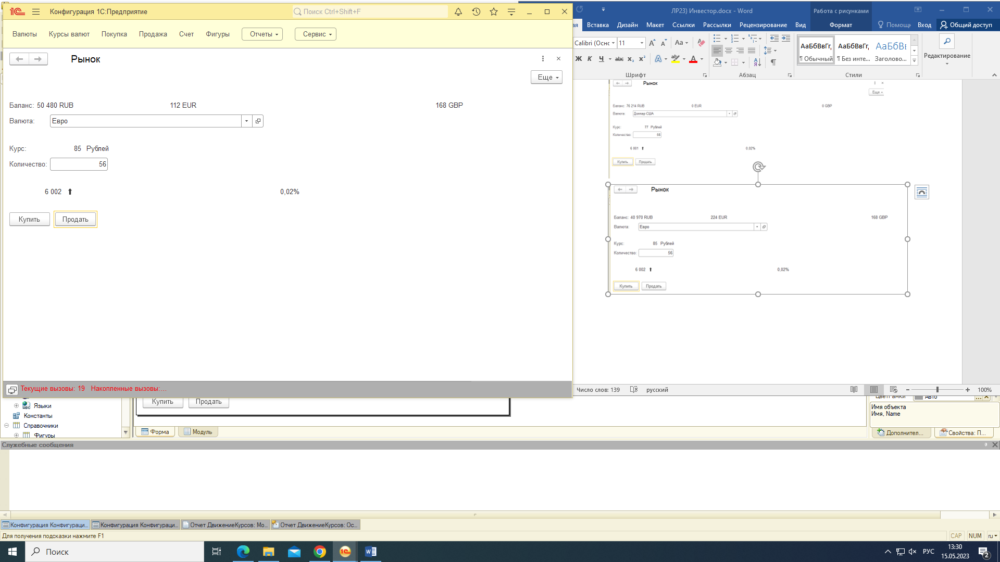 Конфигурация 1С:Предприятие
Поиск Ctrl+Shift+F
Валюты Курсы валют Покупка Продажа Счет Фигуры Отчеты Сервис
Рынок
Еще
Баланс: 50 480 RUB 112 EUR 168 GBP
Валюта: Евро
Курс: 85 Рублей
Количество: 56
6 002 0,02%
Купить Продать
Текущие вызовы: 19 Накопленные вызовы:...
ЛР23) Инвестор.docx - Word
Работа с рисунками
ая Вставка Дизайн Макет Ссылки Рассылки Рецензирование Вид Формат Помощь Вход Общий доступ
Calibri (Осн 11 Aa
Ж К Ч abc x₂ x² A aby A
АаБбВвГг, АаБбВвГг, АаБбВв
¶ Обычный ¶ Без инте... Заголово...
Редактирование
Шрифт Абзац Стили
Рынок
Еще
Баланс: 76 214 RUB 0 EUR 0 GBP
Валюта: Доллар США
Курс: 77 Рублей
Количество: 56
6 001 0,02%
Купить Продать
Рынок
Баланс: 40 970 RUB 224 EUR 168 GBP
Валюта: Евро
Курс: 85 Рублей
Количество: 56
6 002 0,02%
Купить Продать
Число слов: 139 русский 100%
Купить Продать
Языки
Константы
Справочники
Фигуры
Форма Модуль
Авто
Имя объекта
Имя, Name
Дополнител... Свойства: П...
Служебные сообщения
Конфигурация Конфигураци... Конфигурация Конфигураци... Отчет ДвижениеКурсов: Мо... Отчет ДвижениеКурсов: Ос...
Для получения подсказки нажмите F1
CAP NUM ru
Поиск
РУС
13:30
15.05.2023
2